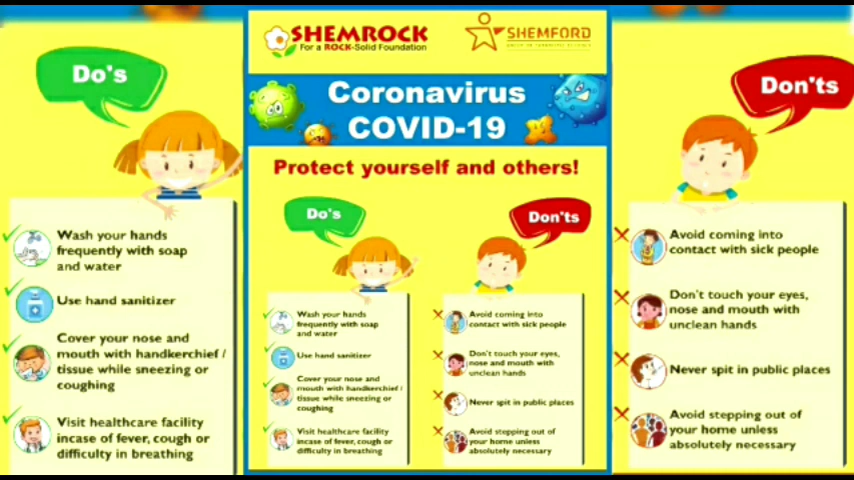 Do's
Wash your hands
frequently with soap
and water
Use hand sanitizer
Cover your nose and
mouth with handkerchief /
tissue while sneezing or
coughing
Visit healthcare facility
incase of fever, cough or
difficulty in breathing
SHEMROCK
For a ROCK-Solid Foundation
SHEMFORD
Coronavirus
COVID-19
Protect yourself and others!
Do's
Wash your hands
frequently with soap
and water
Use hand sanitizer
Cover your nose and
mouth with handkerchief /
tissue while sneezing or
coughing
Visit healthcare facility
incase of fever, cough or
difficulty in breathing
Don'ts
Avoid coming into
contact with sick people
Don't touch your eyes,
nose and mouth with
unclean hands
Never spit in public places
Avoid stepping out of
your home unless
absolutely necessary
Don'ts
Avoid coming into
contact with sick people
Don't touch your eyes,
nose and mouth with
unclean hands
Never spit in public places
Avoid stepping out of
your home unless
absolutely necessary